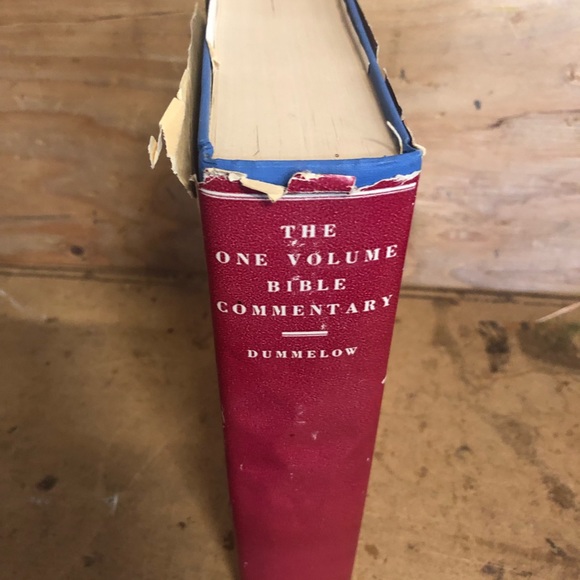 THE
ONE VOLUME
BIBLE
COMMENTARY
DUMMELOW